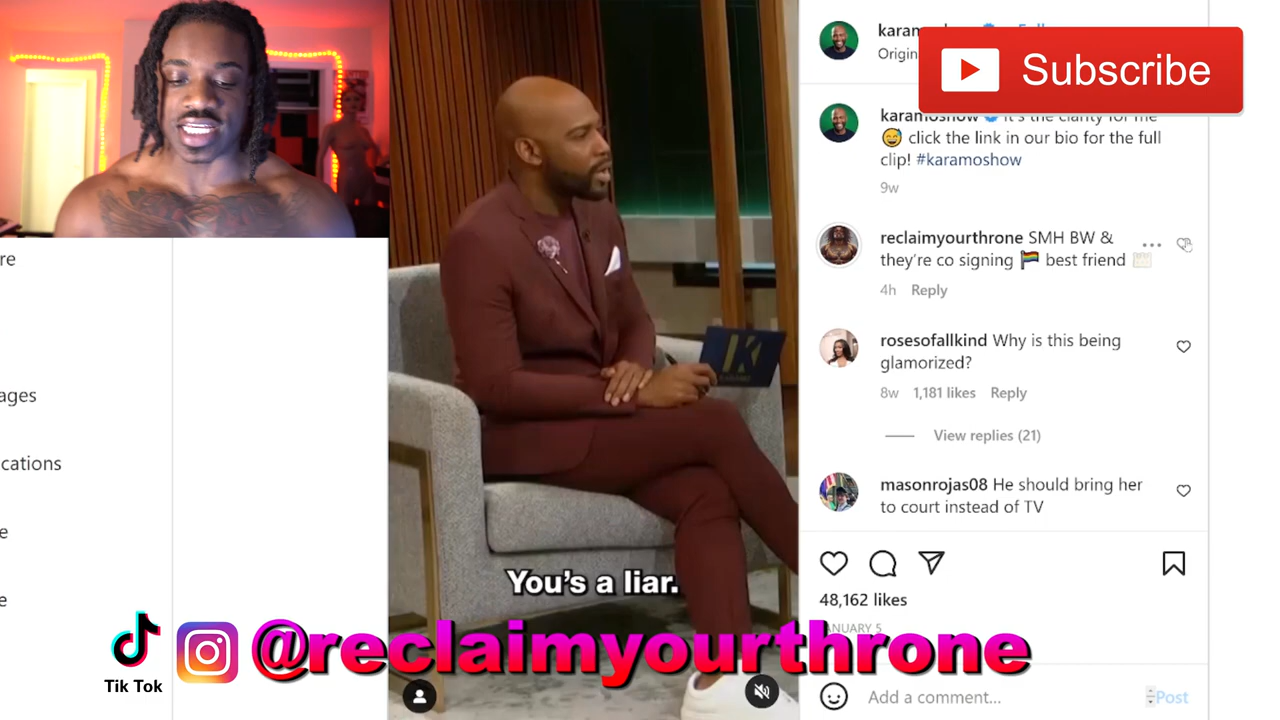 karamoshow
Origin
Subscribe
karamoshow It's the clarity for me
😅 click the link in our bio for the full
clip! #karamoshow
9w
re
reclaimyourthrone SMH BW &
they're co signing 🏳️‍🌈 best friend
4h Reply
rosesofallkind Why is this being
glamorized?
8w 1,181 likes Reply
ages
View replies (21)
cations
masonrojas08 He should bring her
to court instead of TV
e
K
You's a liar.
e
48,162 likes
ANUARY 5
@reclaimyourthrone
Tik Tok
Add a comment...
Post